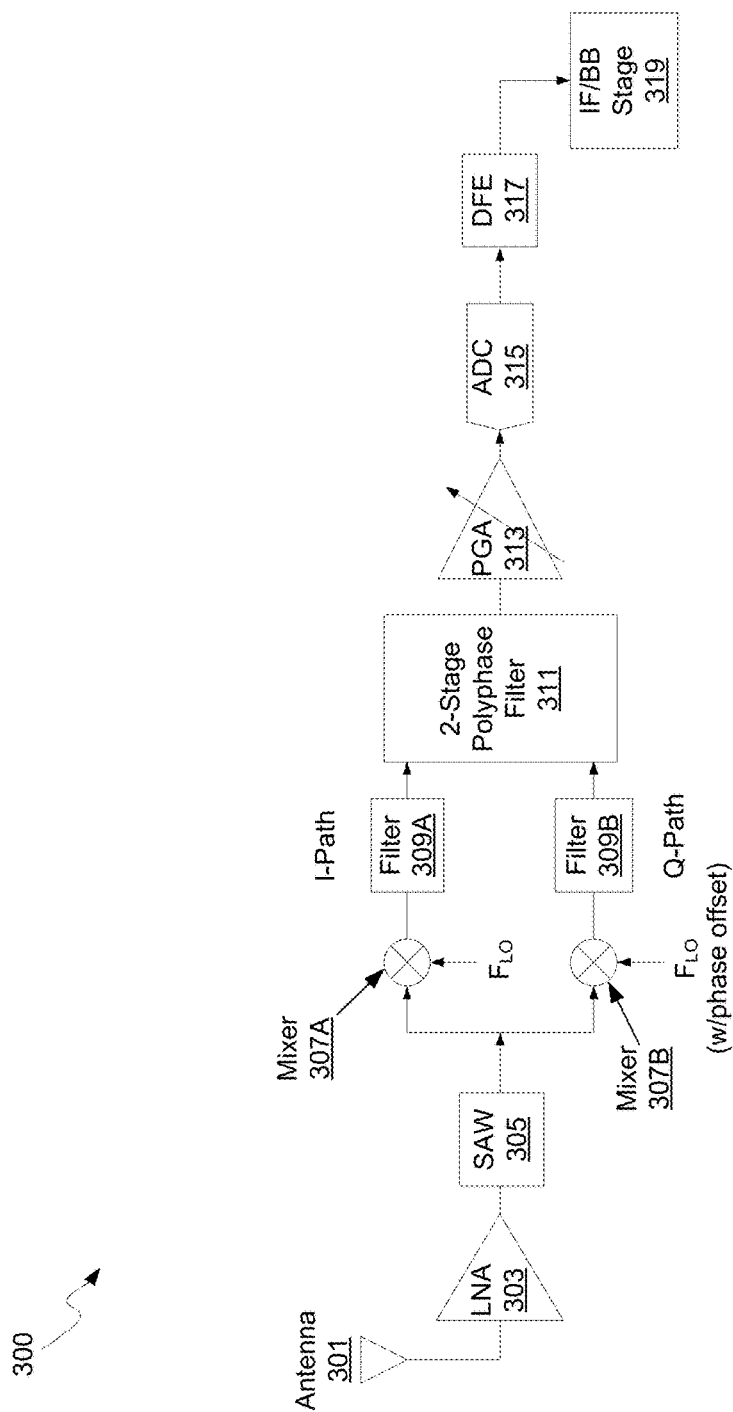 300
Antenna
301
LNA
303
SAW
305
Mixer
307A
F_LO
I-Path
Filter
309A
Mixer
307B
F_LO
(w/phase offset)
Q-Path
Filter
309B
2-Stage
Polyphase
Filter
311
PGA
313
ADC
315
DFE
317
IF/BB
Stage
319